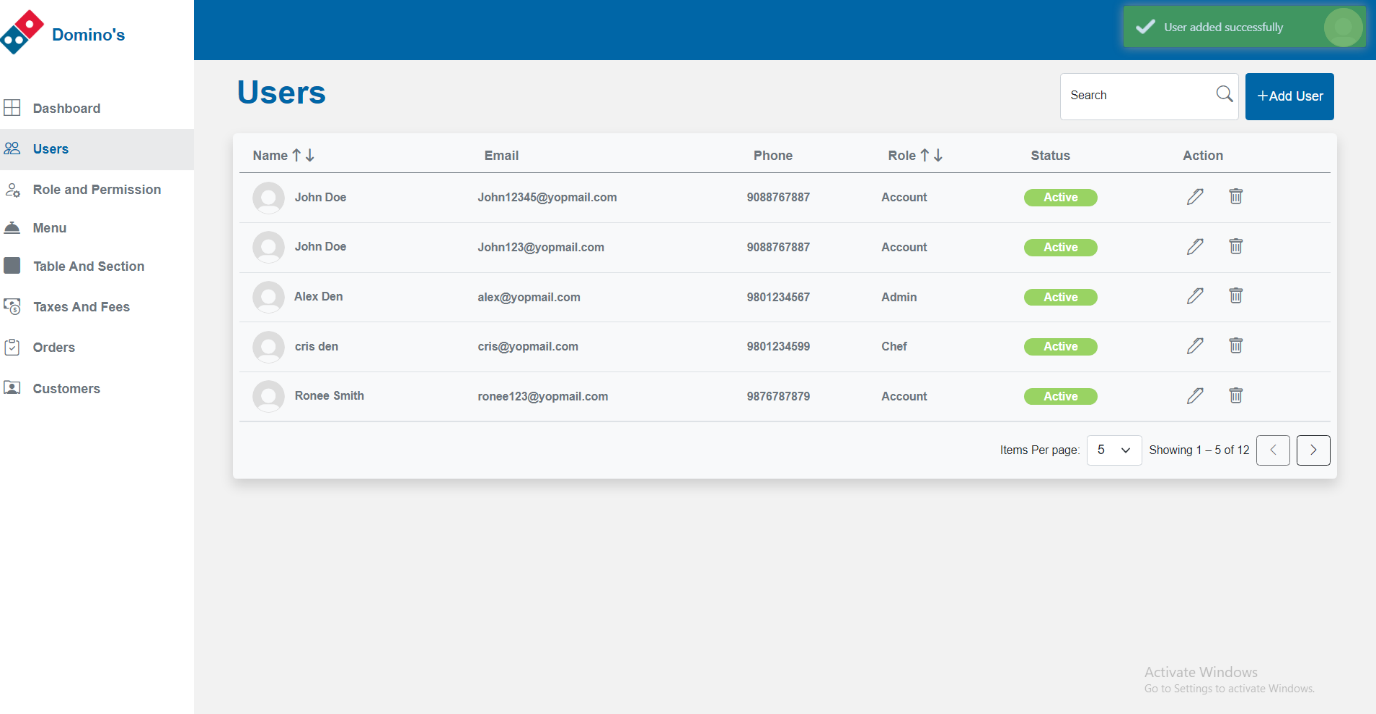 Domino's
User added successfully
Dashboard
Users
Role and Permission
Menu
Table And Section
Taxes And Fees
Orders
Customers
Users
Search
+Add User
Name ↑↓ Email Phone Role ↑↓ Status Action
John Doe John12345@yopmail.com 9088767887 Account Active
John Doe John123@yopmail.com 9088767887 Account Active
Alex Den alex@yopmail.com 9801234567 Admin Active
cris den cris@yopmail.com 9801234599 Chef Active
Ronee Smith ronee123@yopmail.com 9876787879 Account Active
Items Per page: 5 Showing 1 – 5 of 12
Activate Windows
Go to Settings to activate Windows.